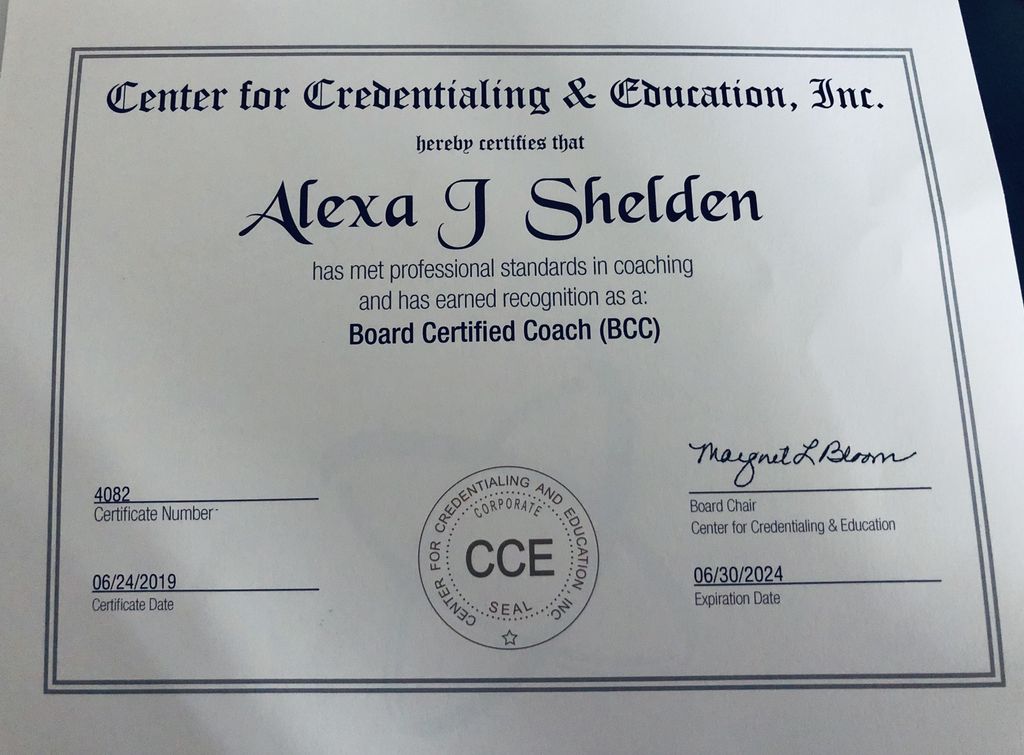 Center for Credentialing & Education, Inc.
hereby certifies that
Alexa J Shelden
has met professional standards in coaching
and has earned recognition as a:
Board Certified Coach (BCC)
4082
Certificate Number
06/24/2019
Certificate Date
CENTER FOR CREDENTIALING AND EDUCATION, INC
CORPORATE
CCE
SEAL
Margaret L Bloom
Board Chair
Center for Credentialing & Education
06/30/2024
Expiration Date